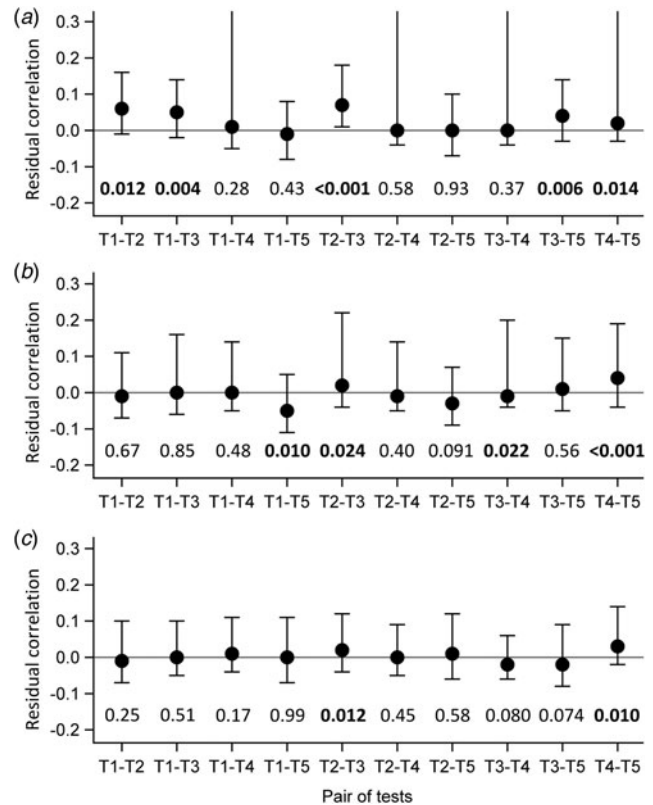 (a)
0.3
0.2
0.1
0.0
-0.1
-0.2
Residual correlation
0.012 0.004 0.28 0.43 <0.001 0.58 0.93 0.37 0.006 0.014
T1-T2 T1-T3 T1-T4 T1-T5 T2-T3 T2-T4 T2-T5 T3-T4 T3-T5 T4-T5
(b)
0.3
0.2
0.1
0.0
-0.1
-0.2
Residual correlation
0.67 0.85 0.48 0.010 0.024 0.40 0.091 0.022 0.56 <0.001
T1-T2 T1-T3 T1-T4 T1-T5 T2-T3 T2-T4 T2-T5 T3-T4 T3-T5 T4-T5
(c)
0.3
0.2
0.1
0.0
-0.1
-0.2
Residual correlation
0.25 0.51 0.17 0.99 0.012 0.45 0.58 0.080 0.074 0.010
T1-T2 T1-T3 T1-T4 T1-T5 T2-T3 T2-T4 T2-T5 T3-T4 T3-T5 T4-T5
Pair of tests